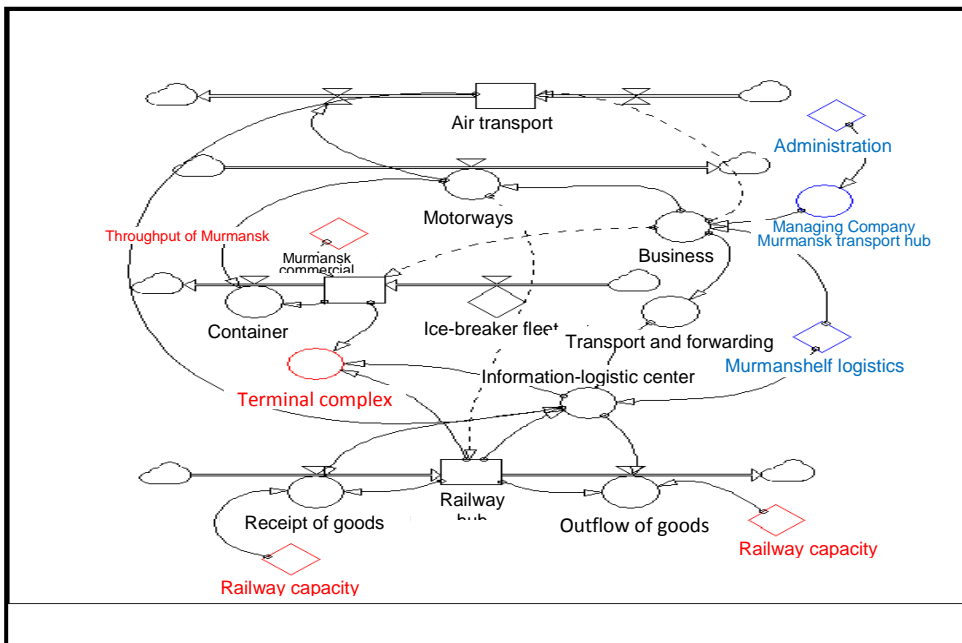 Air transport
Administration
Motorways
Managing Company
Murmansk transport hub
Throughput of Murmansk
Murmansk
commercial
Business
Container
Ice-breaker fleet
Transport and forwarding
Murmanshelf logistics
Information-logistic center
Terminal complex
Railway
hub
Receipt of goods
Outflow of goods
Railway capacity
Railway capacity